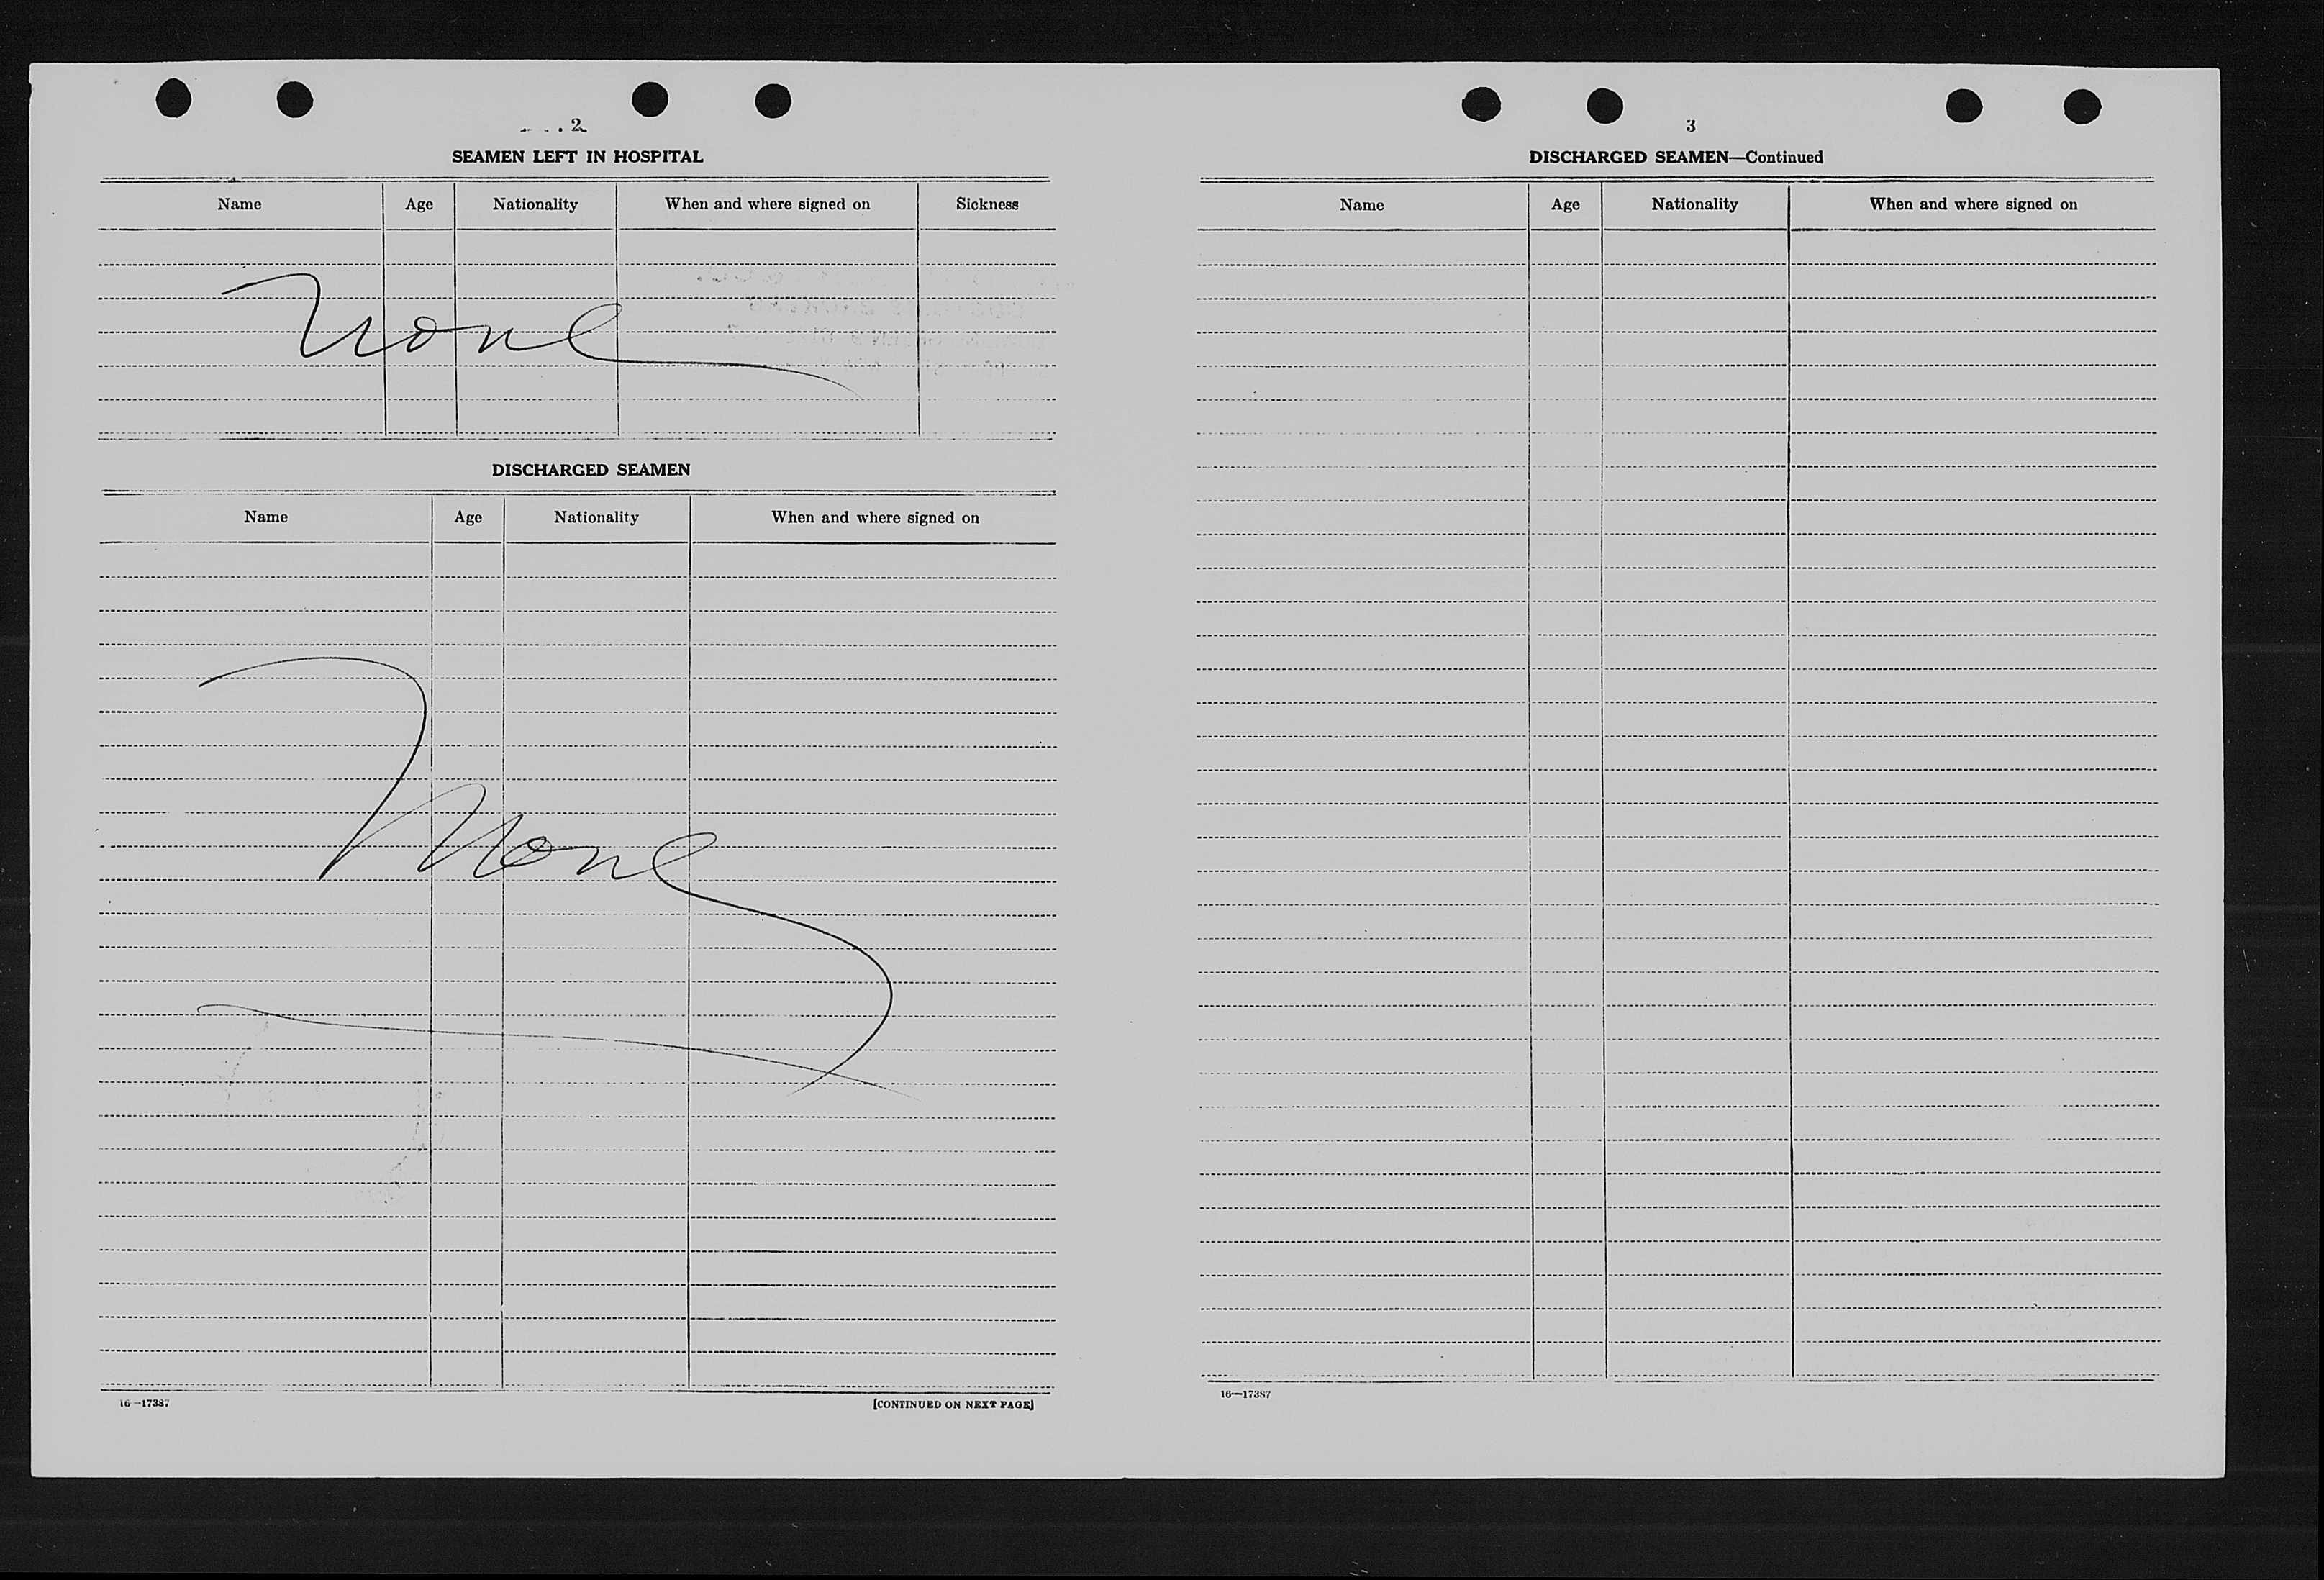 2
SEAMEN LEFT IN HOSPITAL
Name Age Nationality When and where signed on Sickness
None
DISCHARGED SEAMEN
Name Age Nationality When and where signed on
None
16—17387
[CONTINUED ON NEXT PAGE]
3
DISCHARGED SEAMEN—Continued
Name Age Nationality When and where signed on
16—17387